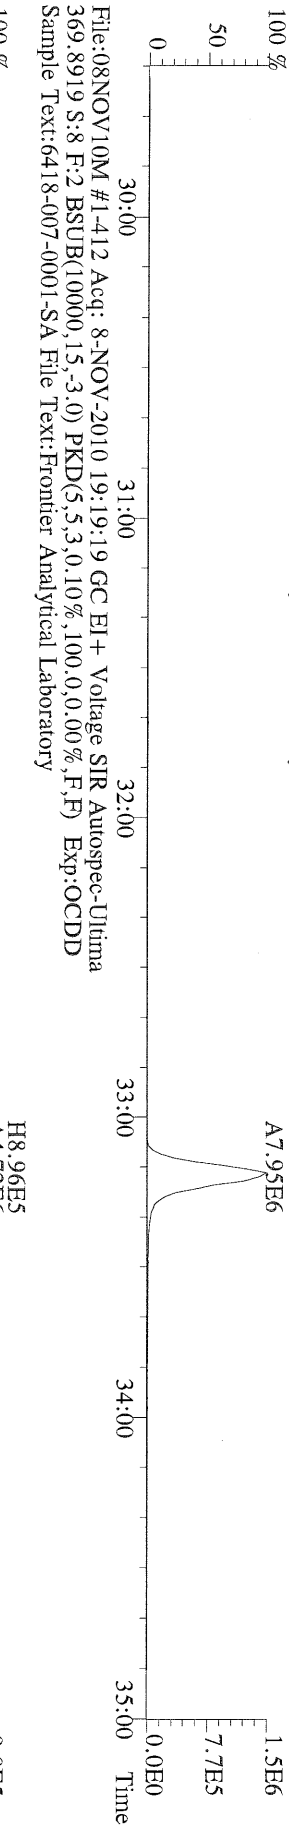 100 %
50
0
A7.95E6
1.5E6
7.7E5
0.0E0
30:00
31:00
32:00
33:00
34:00
35:00
Time
File:08NOV10M #1-412 Acq: 8-NOV-2010 19:19:19 GC EI+ Voltage SIR Autospec-Ultima
369.8919 S:8 F:2 BSUB(10000,15,-3.0) PKD(5,5,3,0.10%,100.0,0.00%,F,F) Exp:OCDD
Sample Text:6418-007-0001-SA File Text:Frontier Analytical Laboratory
100 %
H8.96E5